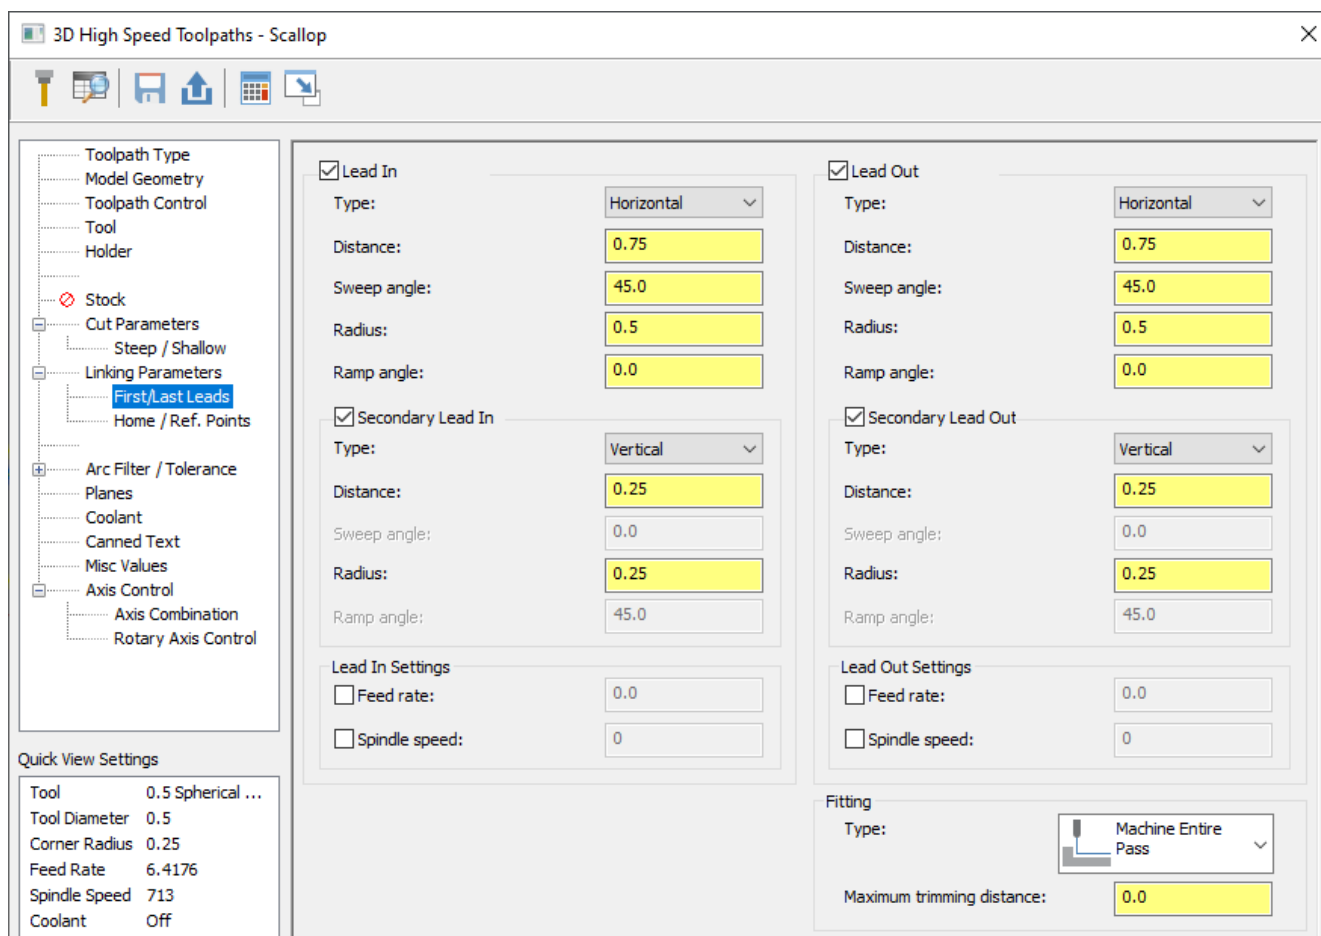 3D High Speed Toolpaths - Scallop
Toolpath Type
Model Geometry
Toolpath Control
Tool
Holder
Stock
Cut Parameters
Steep / Shallow
Linking Parameters
First/Last Leads
Home / Ref. Points
Arc Filter / Tolerance
Planes
Coolant
Canned Text
Misc Values
Axis Control
Axis Combination
Rotary Axis Control
Quick View Settings
Tool 0.5 Spherical ...
Tool Diameter 0.5
Corner Radius 0.25
Feed Rate 6.4176
Spindle Speed 713
Coolant Off
Lead In
Type: Horizontal
Distance: 0.75
Sweep angle: 45.0
Radius: 0.5
Ramp angle: 0.0
Secondary Lead In
Type: Vertical
Distance: 0.25
Sweep angle: 0.0
Radius: 0.25
Ramp angle: 45.0
Lead In Settings
Feed rate: 0.0
Spindle speed: 0
Lead Out
Type: Horizontal
Distance: 0.75
Sweep angle: 45.0
Radius: 0.5
Ramp angle: 0.0
Secondary Lead Out
Type: Vertical
Distance: 0.25
Sweep angle: 0.0
Radius: 0.25
Ramp angle: 45.0
Lead Out Settings
Feed rate: 0.0
Spindle speed: 0
Fitting
Type: Machine Entire
Pass
Maximum trimming distance: 0.0